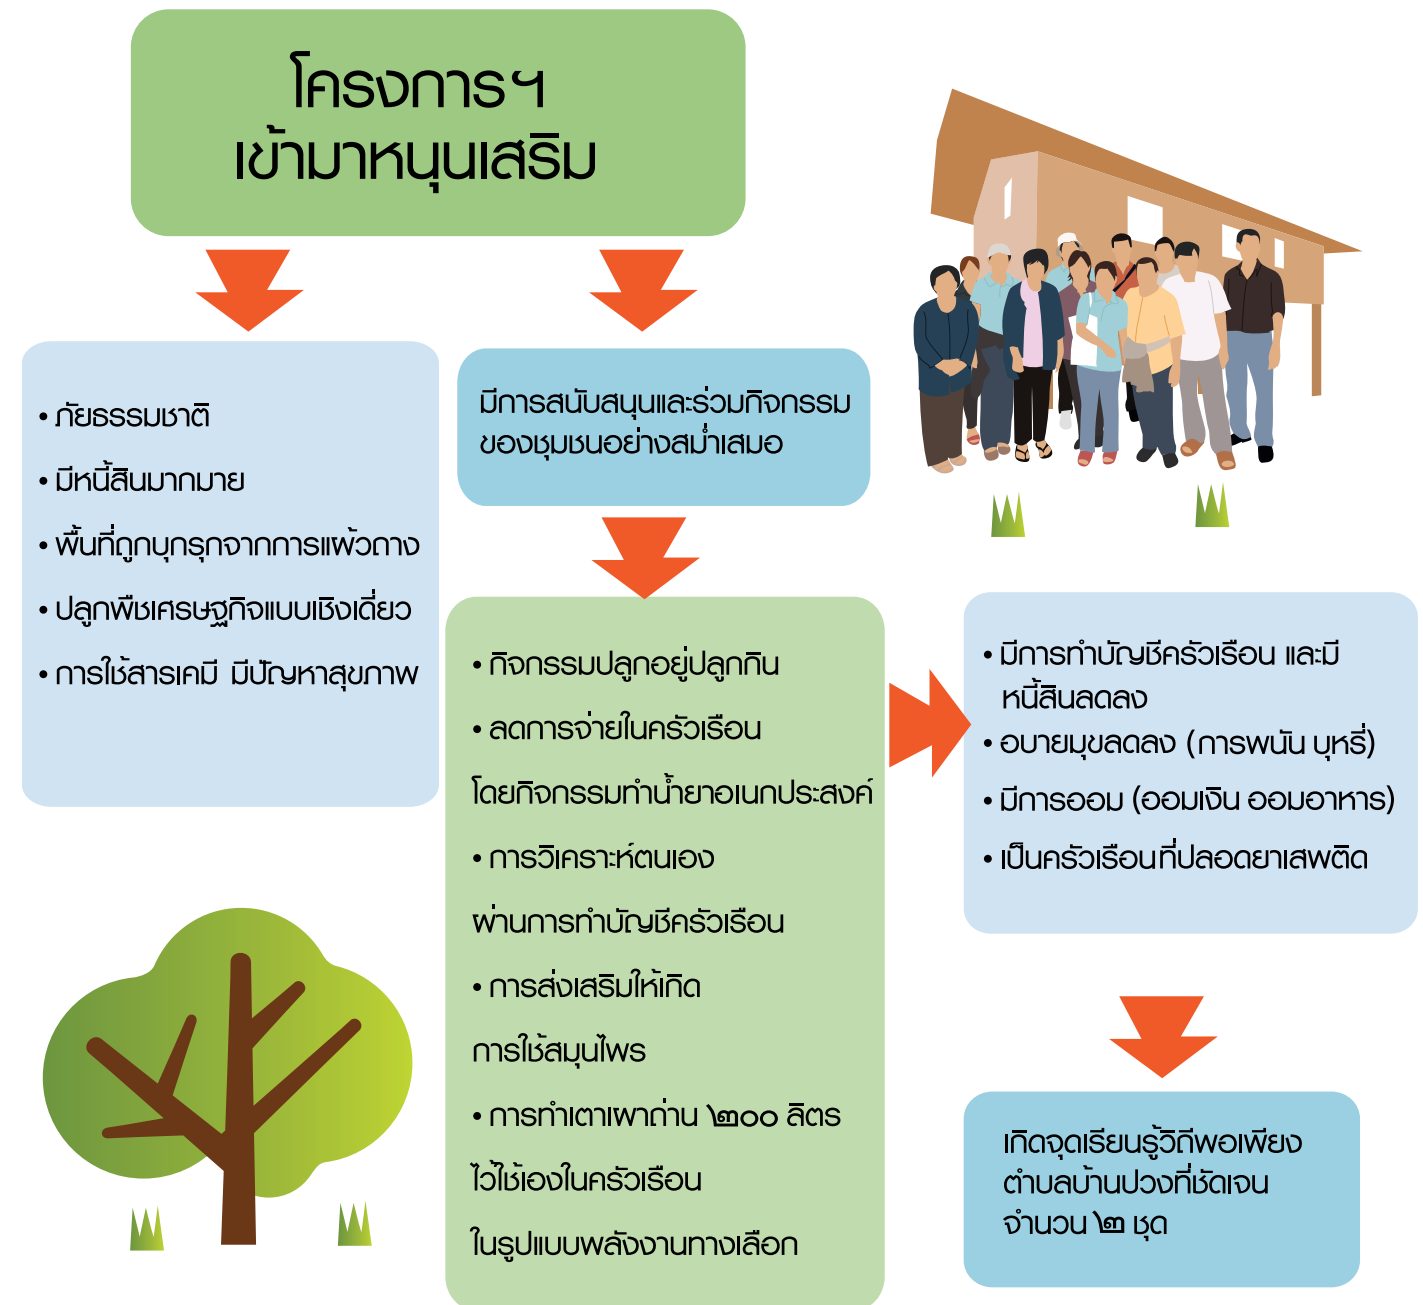 โครงการฯ
เข้ามาหนุนเสริม
• ภัยธรรมชาติ
• มีหนี้สินมากมาย
• พื้นที่ถูกบุกรุกจากการแผ้วถาง
• ปลูกพืชเศรษฐกิจแบบเชิงเดี่ยว
• การใช้สารเคมี มีปัญหาสุขภาพ
มีการสนับสนุนและร่วมกิจกรรม
ของชุมชนอย่างสม่ำเสมอ
• กิจกรรมปลูกอยู่ปลูกกิน
• ลดการจ่ายในครัวเรือน
โดยกิจกรรมทำน้ำยาอเนกประสงค์
• การวิเคราะห์ตนเอง
ผ่านการทำบัญชีครัวเรือน
• การส่งเสริมให้เกิด
การใช้สมุนไพร
• การทำเตาเผาถ่าน ๒๐๐ ลิตร
ไว้ใช้เองในครัวเรือน
ในรูปแบบพลังงานทางเลือก
• มีการทำบัญชีครัวเรือน และมี
หนี้สินลดลง
• อบายมุขลดลง (การพนัน บุหรี่)
• มีการออม (ออมเงิน ออมอาหาร)
• เป็นครัวเรือนที่ปลอดยาเสพติด
เกิดจุดเรียนรู้วิถีพอเพียง
ตำบลบ้านปวงที่ชัดเจน
จำนวน ๒ ชุด